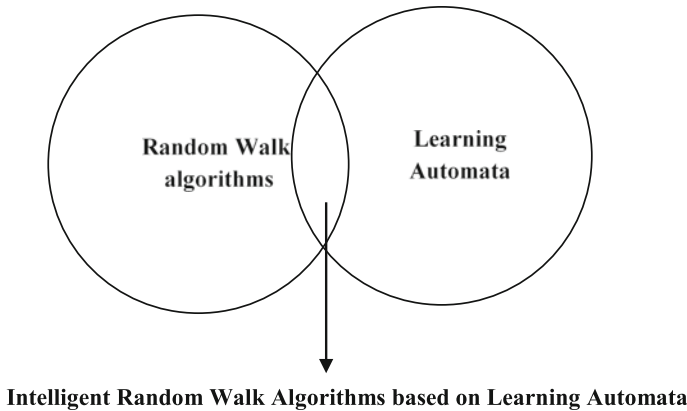 Random Walk
algorithms
Learning
Automata
Intelligent Random Walk Algorithms based on Learning Automata